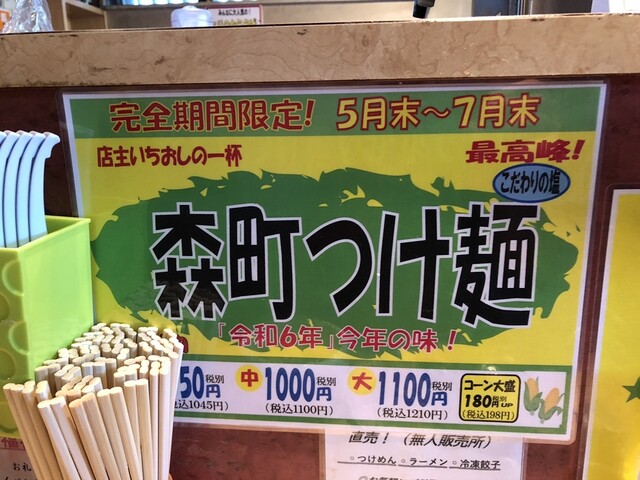 完全期間限定! 5月末～7月末
店主いちおしの一杯
最高峰!
こだわりの塩
森町つけ麺
「令和6年」今年の味!
50円税別 中1000円税別 大1100円税別
込1045円) (税込1100円) (税込1210円)
コーン大盛
180円税別UP
(税込198円)
直売!(無人販売所)
○つけめん ○ラーメン ○冷凍餃子